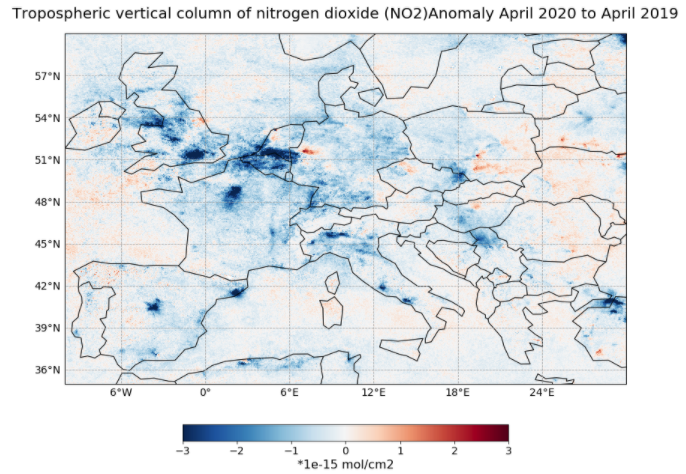 Tropospheric vertical column of nitrogen dioxide (NO2)Anomaly April 2020 to April 2019
57°N
54°N
51°N
48°N
45°N
42°N
39°N
36°N
6°W 0° 6°E 12°E 18°E 24°E
−3 −2 −1 0 1 2 3
*1e-15 mol/cm2